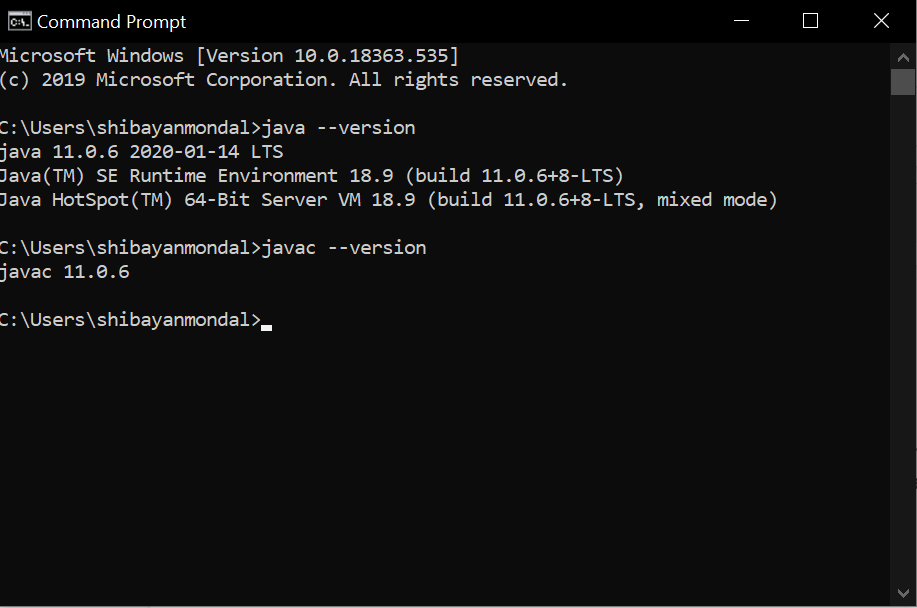 Command Prompt
Microsoft Windows [Version 10.0.18363.535]
(c) 2019 Microsoft Corporation. All rights reserved.
C:\Users\shibayanmondal>java --version
java 11.0.6 2020-01-14 LTS
Java(TM) SE Runtime Environment 18.9 (build 11.0.6+8-LTS)
Java HotSpot(TM) 64-Bit Server VM 18.9 (build 11.0.6+8-LTS, mixed mode)
C:\Users\shibayanmondal>javac --version
javac 11.0.6
C:\Users\shibayanmondal>